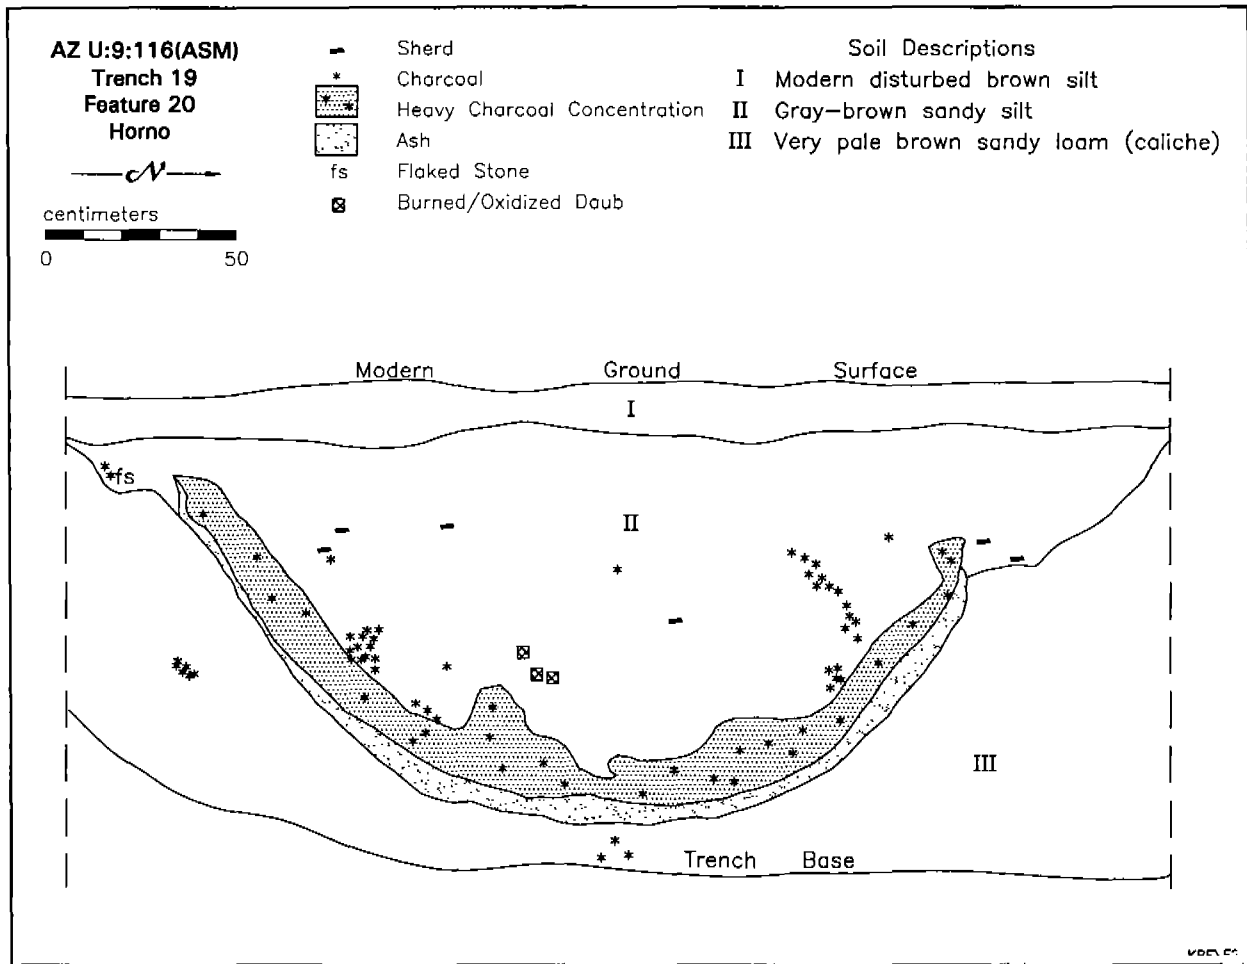 AZ U:9:116(ASM)
Trench 19
Feature 20
Horno
N
centimeters
0 50
Sherd
Charcoal
Heavy Charcoal Concentration
Ash
fs Flaked Stone
Burned/Oxidized Daub
Soil Descriptions
I Modern disturbed brown silt
II Gray-brown sandy silt
III Very pale brown sandy loam (caliche)
Modern Ground Surface
I
fs
II
III
Trench Base